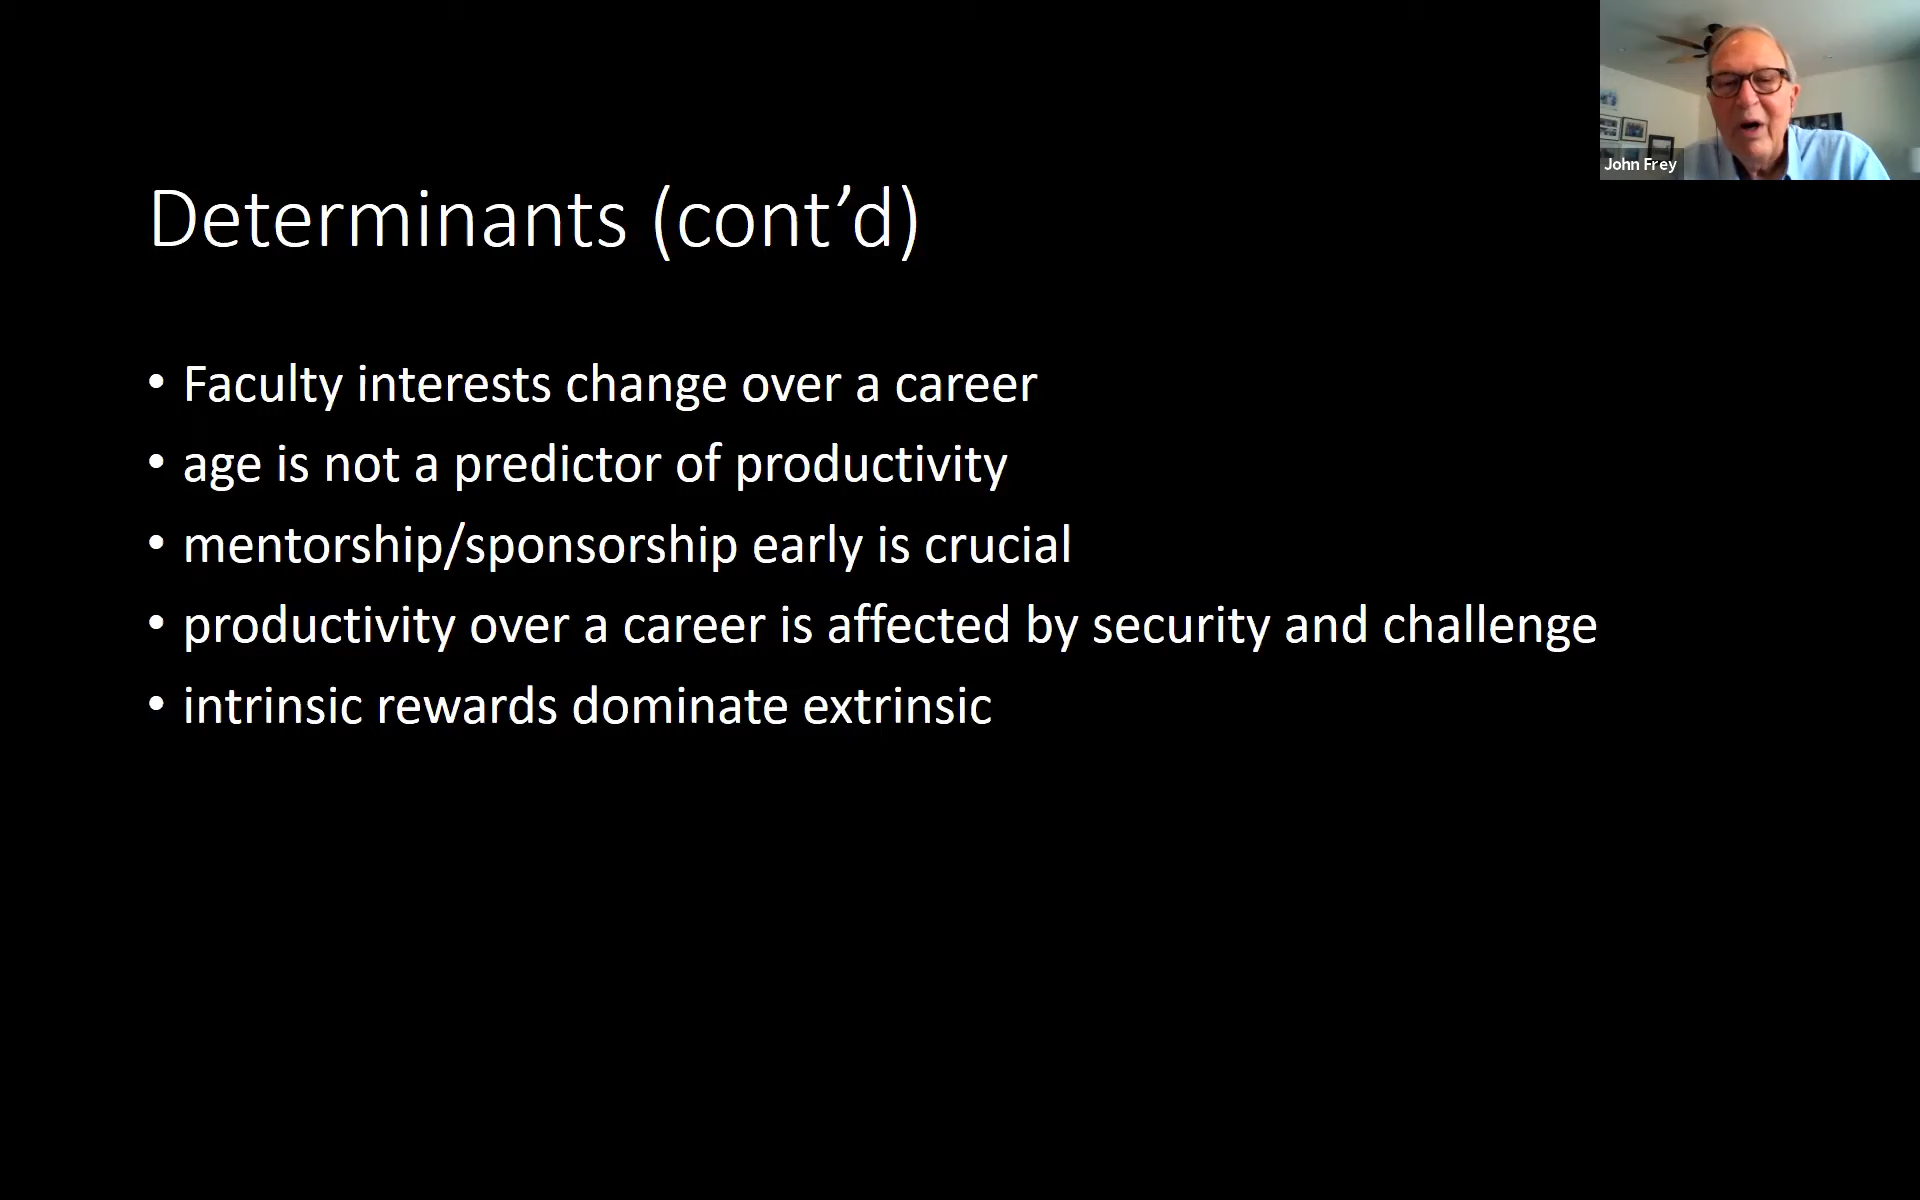 John Frey
Determinants (cont’d)
• Faculty interests change over a career
• age is not a predictor of productivity
• mentorship/sponsorship early is crucial
• productivity over a career is affected by security and challenge
• intrinsic rewards dominate extrinsic